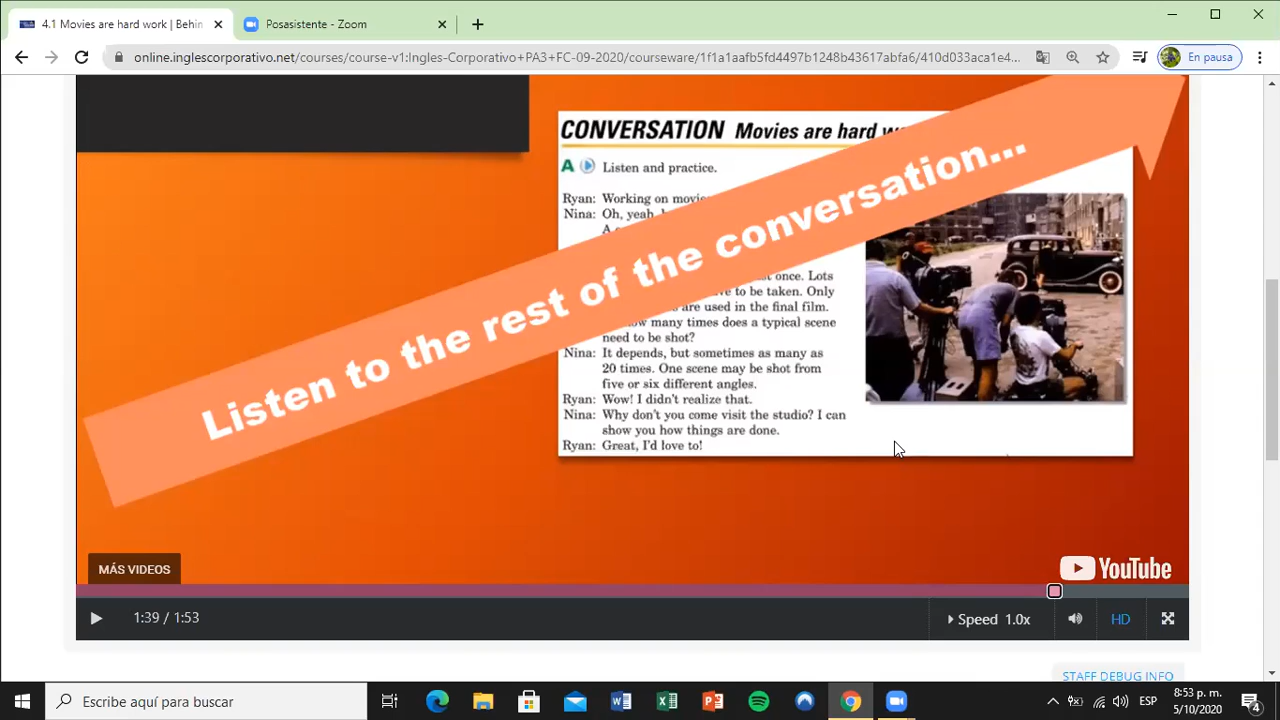 4.1 Movies are hard work | Behin
Posasistente - Zoom
online.inglescorporativo.net/courses/course-v1:Ingles-Corporativo+PA3+FC-09-2020/courseware/1f1a1aafb5fd4497b1248b43617abfa6/410d033aca1e4...
En pausa
CONVERSATION Movies are hard
A Listen and practice.
Ryan: Working on
Nina: Oh, yeah,
once. Lots
to be taken. Only
are used in the final film.
many times does a typical scene
need to be shot?
Nina: It depends, but sometimes as many as
20 times. One scene may be shot from
five or six different angles.
Ryan: Wow! I didn't realize that.
Nina: Why don't you come visit the studio? I can
show you how things are done.
Ryan: Great, I'd love to!
Listen to the rest of the conversation...
MÁS VIDEOS
YouTube
1:39 / 1:53
Speed 1.0x
HD
STAFF DEBUG INFO
Escribe aquí para buscar
ESP
8:53 p. m.
5/10/2020
4